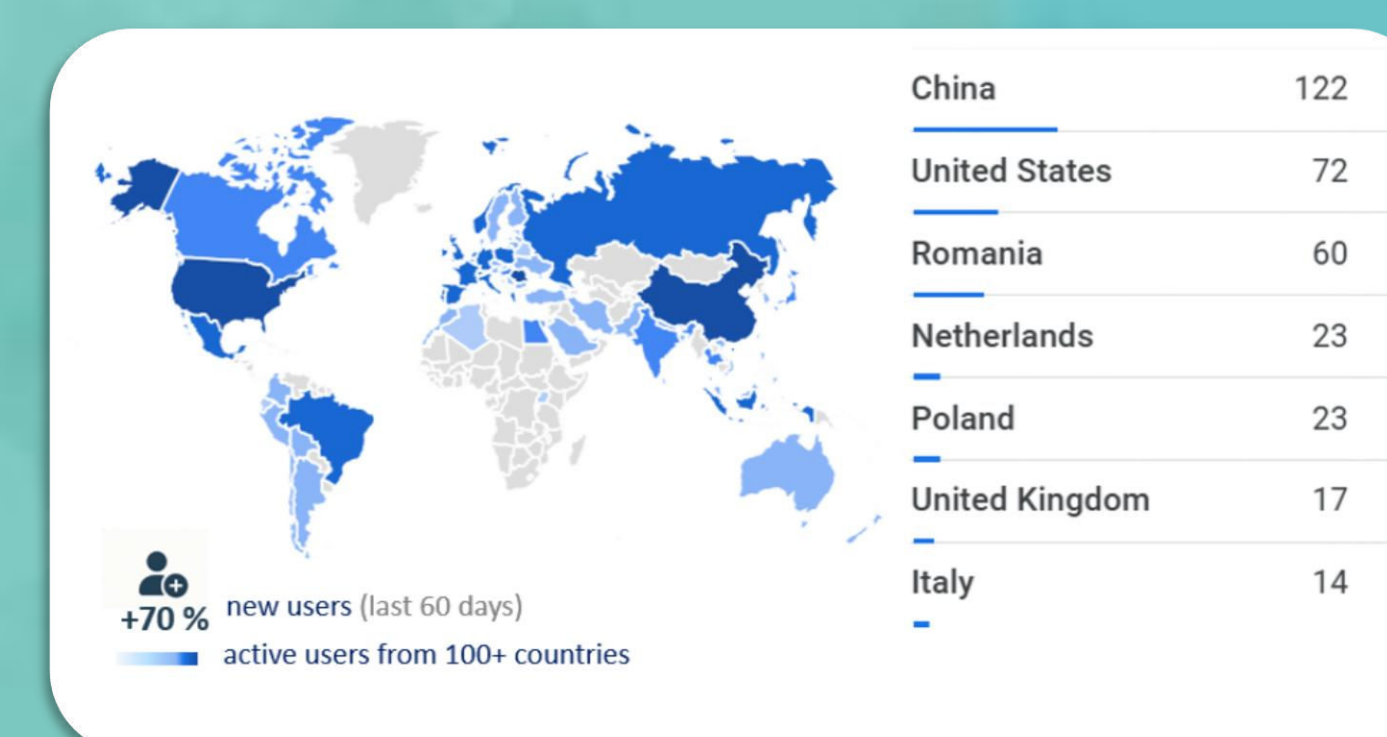 China 122
United States 72
Romania 60
Netherlands 23
Poland 23
United Kingdom 17
Italy 14
+70 % new users (last 60 days)
active users from 100+ countries